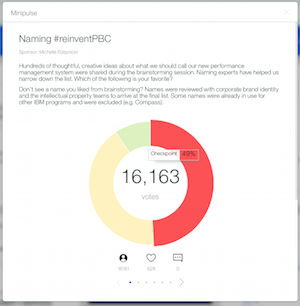 Minipulse
Naming #reinventPBC
Sponsor: Michelle Rzepnicki
Hundreds of thoughtful, creative ideas about what we should call our new performance
management system were shared during the brainstorming session. Naming experts have helped us
narrow down the list. Which of the following is your favorite?
Don't see a name you liked from brainstorming? Names were reviewed with corporate brand identity
and the intellectual property teams to arrive at the final list. Some names were already in use for
other IBM programs and were excluded (e.g. Compass).
Checkpoint 49%
16,163
votes
0